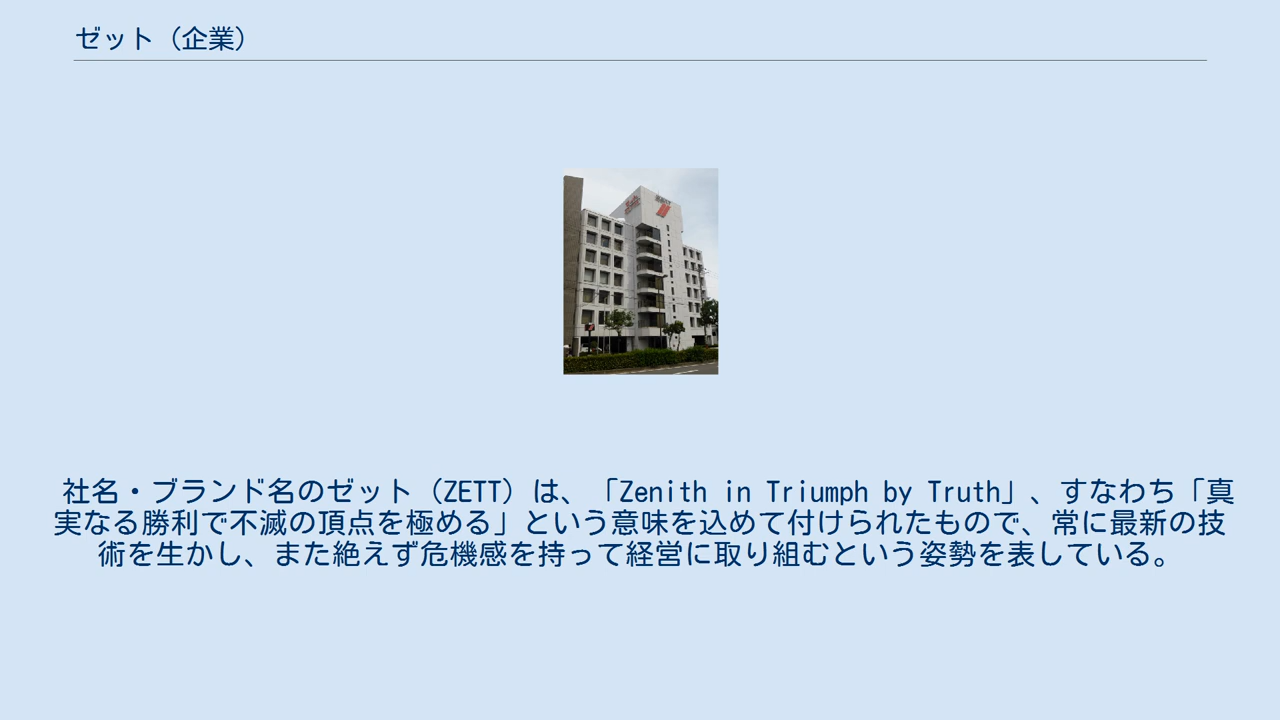 ゼット（企業）
社名・ブランド名のゼット（ZETT）は、「Zenith in Triumph by Truth」、すなわち「真
実なる勝利で不滅の頂点を極める」という意味を込めて付けられたもので、常に最新の技
術を生かし、また絶えず危機感を持って経営に取り組むという姿勢を表している。